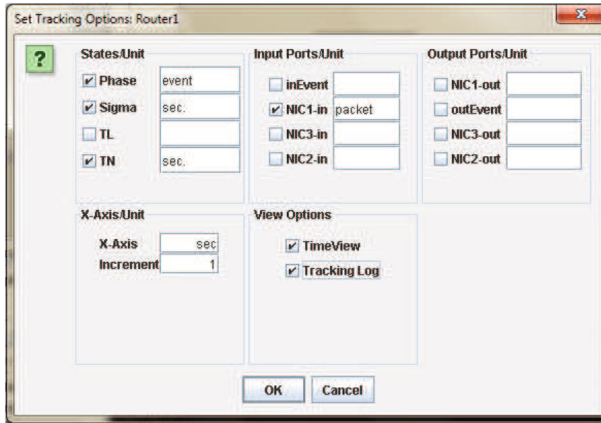 Set Tracking Options: Router1
x
?
States/Unit
Phase event
Sigma sec.
TL
TN sec.
Input Ports/Unit
inEvent
NIC1-in packet
NIC3-in
NIC2-in
Output Ports/Unit
NIC1-out
outEvent
NIC3-out
NIC2-out
X-Axis/Unit
X-Axis sec
Increment 1
View Options
TimeView
Tracking Log
OK Cancel